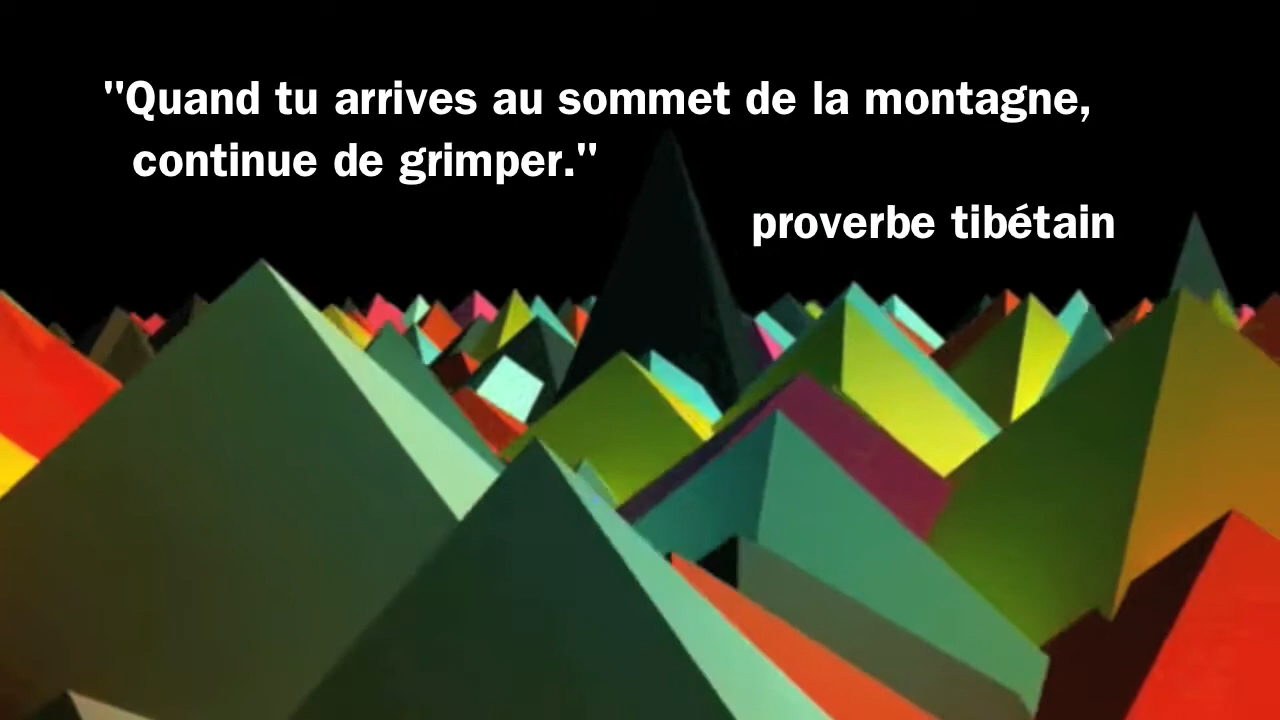 "Quand tu arrives au sommet de la montagne,
continue de grimper."
proverbe tibétain